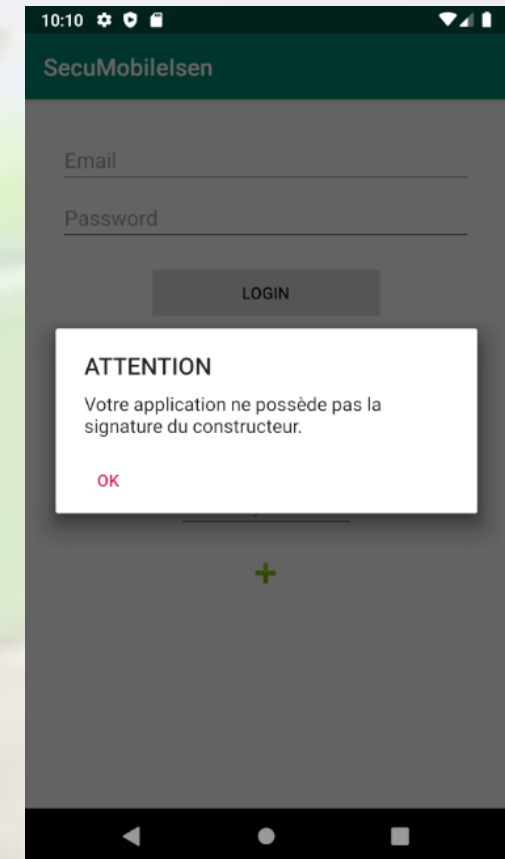 10:10
SecuMobileIsen
Email
Password
LOGIN
ATTENTION
Votre application ne possède pas la
signature du constructeur.
OK